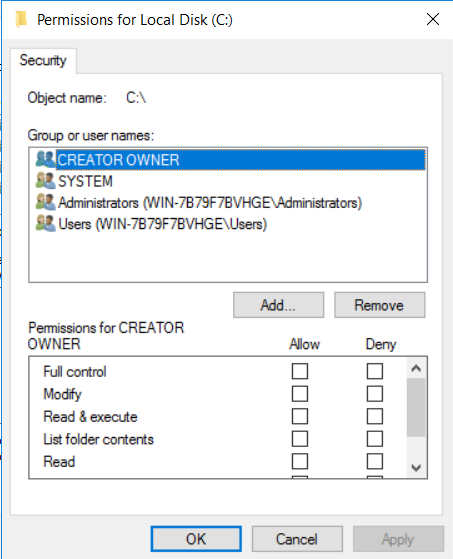 Permissions for Local Disk (C:)
Security
Object name: C:\
Group or user names:
CREATOR OWNER
SYSTEM
Administrators (WIN-7B79F7BVHGE\Administrators)
Users (WIN-7B79F7BVHGE\Users)
Add... Remove
Permissions for CREATOR
OWNER Allow Deny
Full control
Modify
Read & execute
List folder contents
Read
OK Cancel Apply